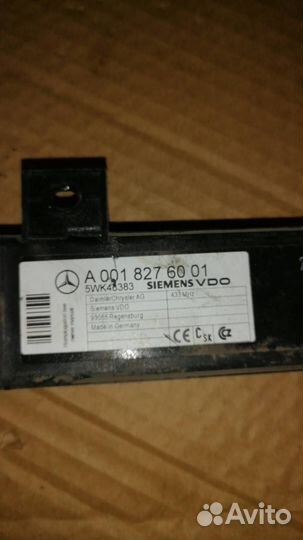 A 001 827 60 01
5WK48383 SIEMENS VDO
DaimlerChrysler AG 433 MHz
Siemens VDO
93055 Regensburg
Made in Germany
Avito